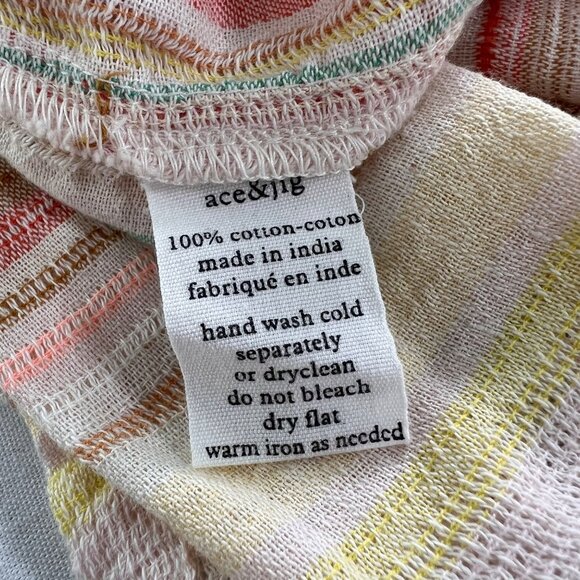 ace&jig
100% cotton-coton
made in india
fabriqué en inde
hand wash cold
separately
or dryclean
do not bleach
dry flat
warm iron as needed